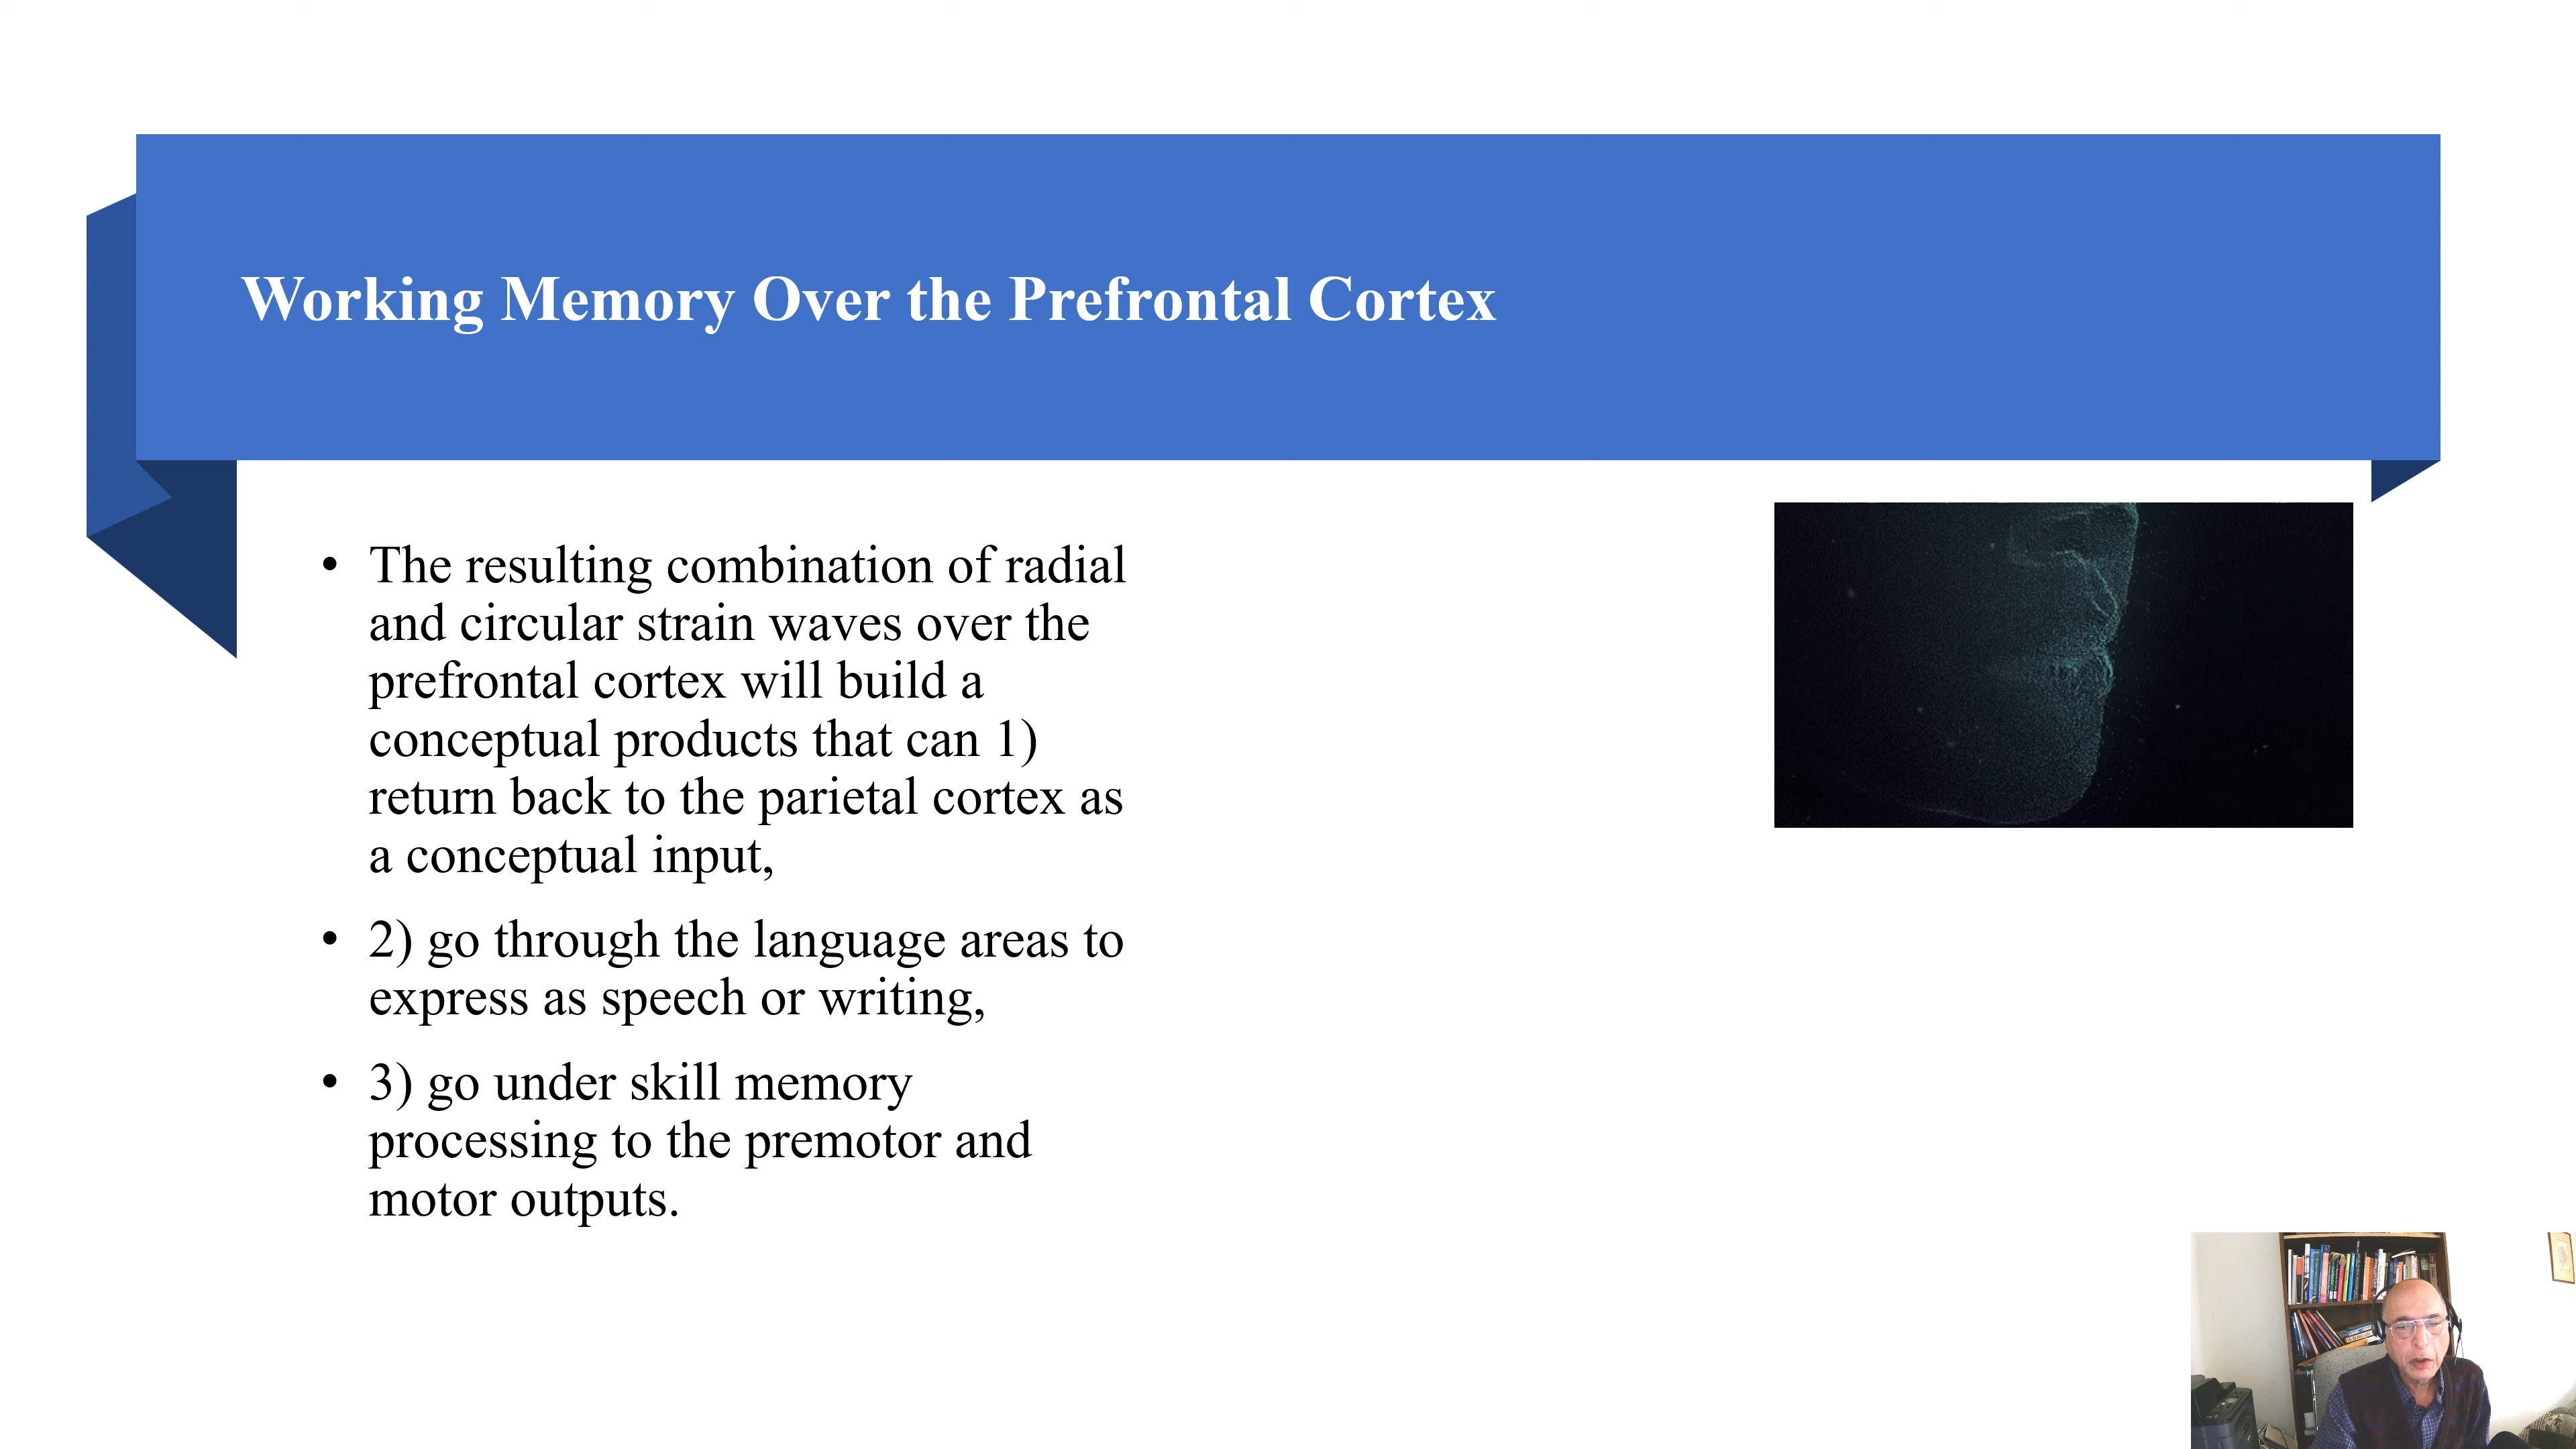 Working Memory Over the Prefrontal Cortex
• The resulting combination of radial
and circular strain waves over the
prefrontal cortex will build a
conceptual products that can 1)
return back to the parietal cortex as
a conceptual input,
• 2) go through the language areas to
express as speech or writing,
• 3) go under skill memory
processing to the premotor and
motor outputs.